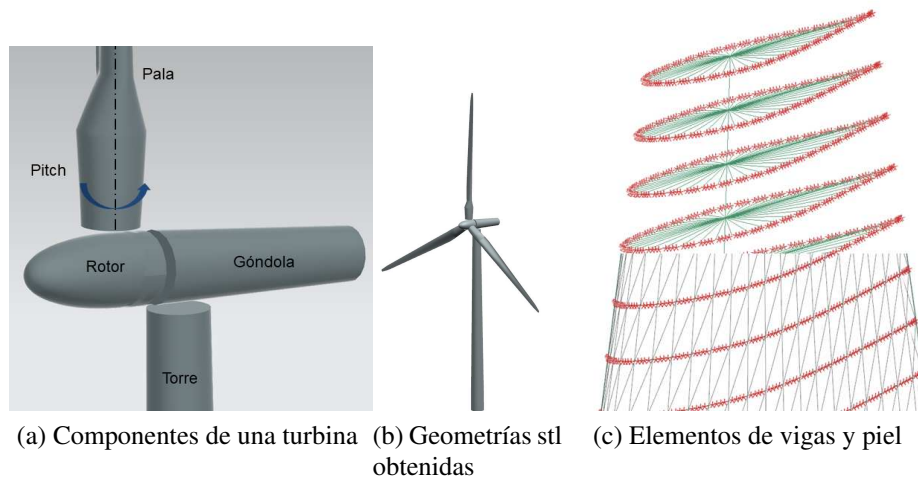 Pala
Pitch
Rotor
Góndola
Torre
(a) Componentes de una turbina
(b) Geometrías stl
obtenidas
(c) Elementos de vigas y piel